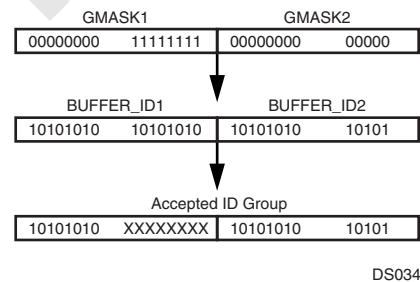 GMASK1 GMASK2
00000000 11111111 00000000 00000
BUFFER_ID1 BUFFER_ID2
10101010 10101010 10101010 10101
Accepted ID Group
10101010 XXXXXXXX 10101010 10101
DS034